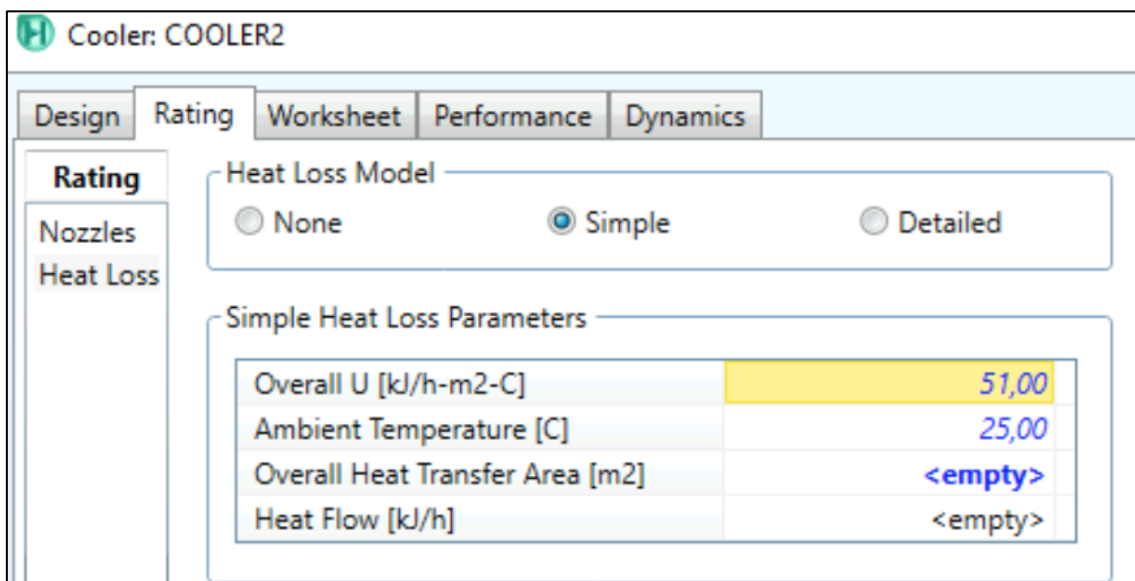 Cooler: COOLER2
Design Rating Worksheet Performance Dynamics
Rating
Nozzles
Heat Loss
Heat Loss Model
None Simple Detailed
Simple Heat Loss Parameters
Overall U [kJ/h-m2-C] 51,00
Ambient Temperature [C] 25,00
Overall Heat Transfer Area [m2] <empty>
Heat Flow [kJ/h] <empty>